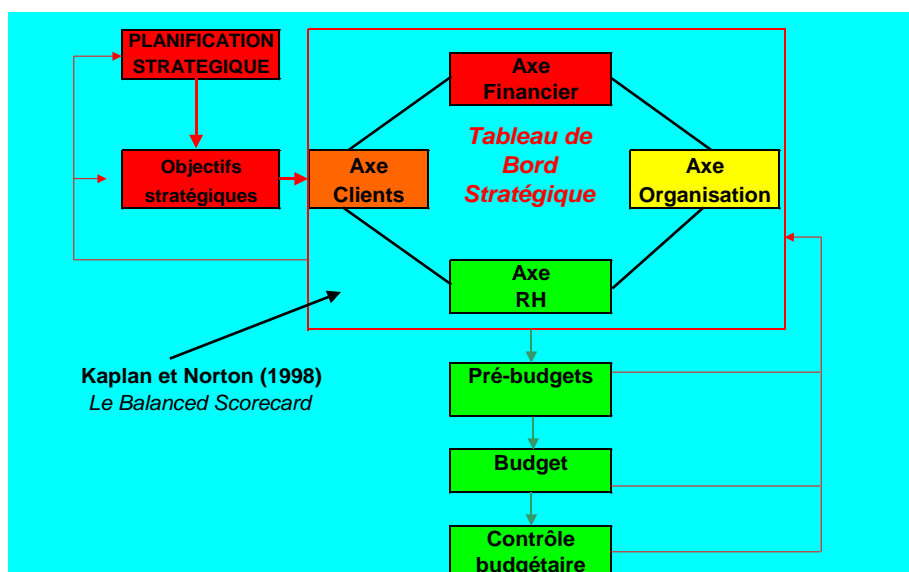 PLANIFICATION
STRATEGIQUE
Objectifs
stratégiques
Axe
Financier
Tableau de
Bord
Stratégique
Axe
Clients
Axe
Organisation
Axe
RH
Kaplan et Norton (1998)
Le Balanced Scorecard
Pré-budgets
Budget
Contrôle
budgétaire